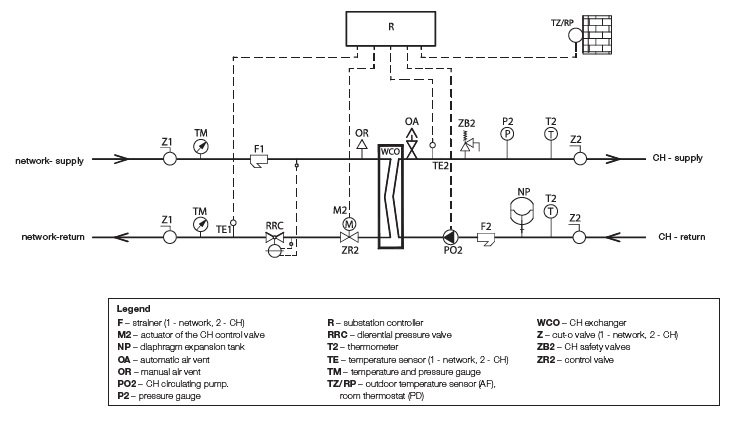 R
TZ/RP
Z1
TM
F1
OR
WCO
OA
ZB2
P2
P
T2
T
Z2
network- supply
CH - supply
TE2
Z1
TM
TE1
RRC
M2
M
ZR2
PO2
F2
NP
T2
T
Z2
network-return
CH - return
Legend
F – strainer (1 - network, 2 - CH)
M2 – actuator of the CH control valve
NP – diaphragm expansion tank
OA – automatic air vent
OR – manual air vent
PO2 – CH circulating pump.
P2 – pressure gauge
R – substation controller
RRC – dierential pressure valve
T2 – thermometer
TE – temperature sensor (1 - network, 2 - CH)
TM – temperature and pressure gauge
TZ/RP – outdoor temperature sensor (AF),
room thermostat (PD)
WCO – CH exchanger
Z – cut-o valve (1 - network, 2 - CH)
ZB2 – CH safety valves
ZR2 – control valve